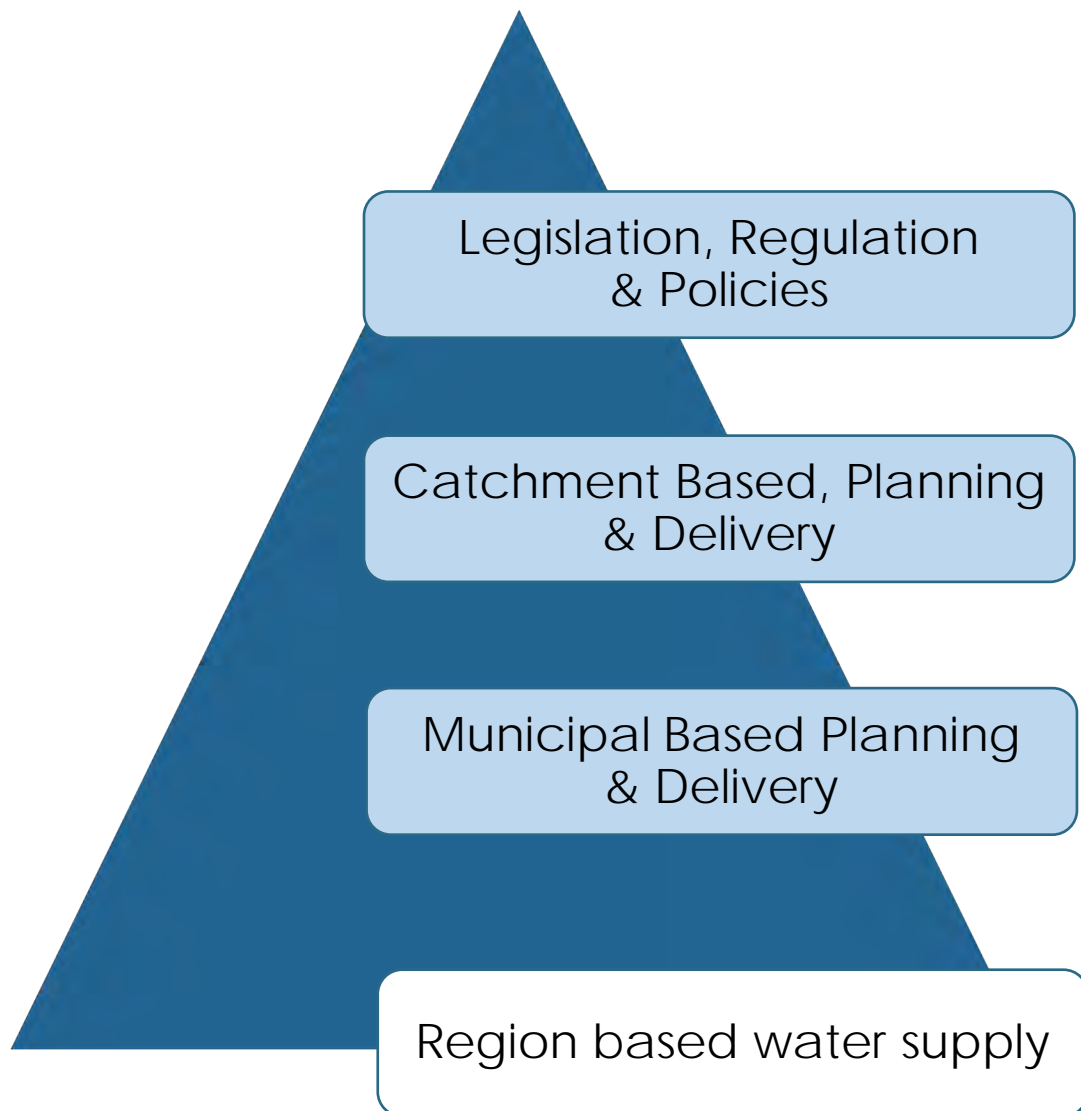 Legislation, Regulation
& Policies
Catchment Based, Planning
& Delivery
Municipal Based Planning
& Delivery
Region based water supply